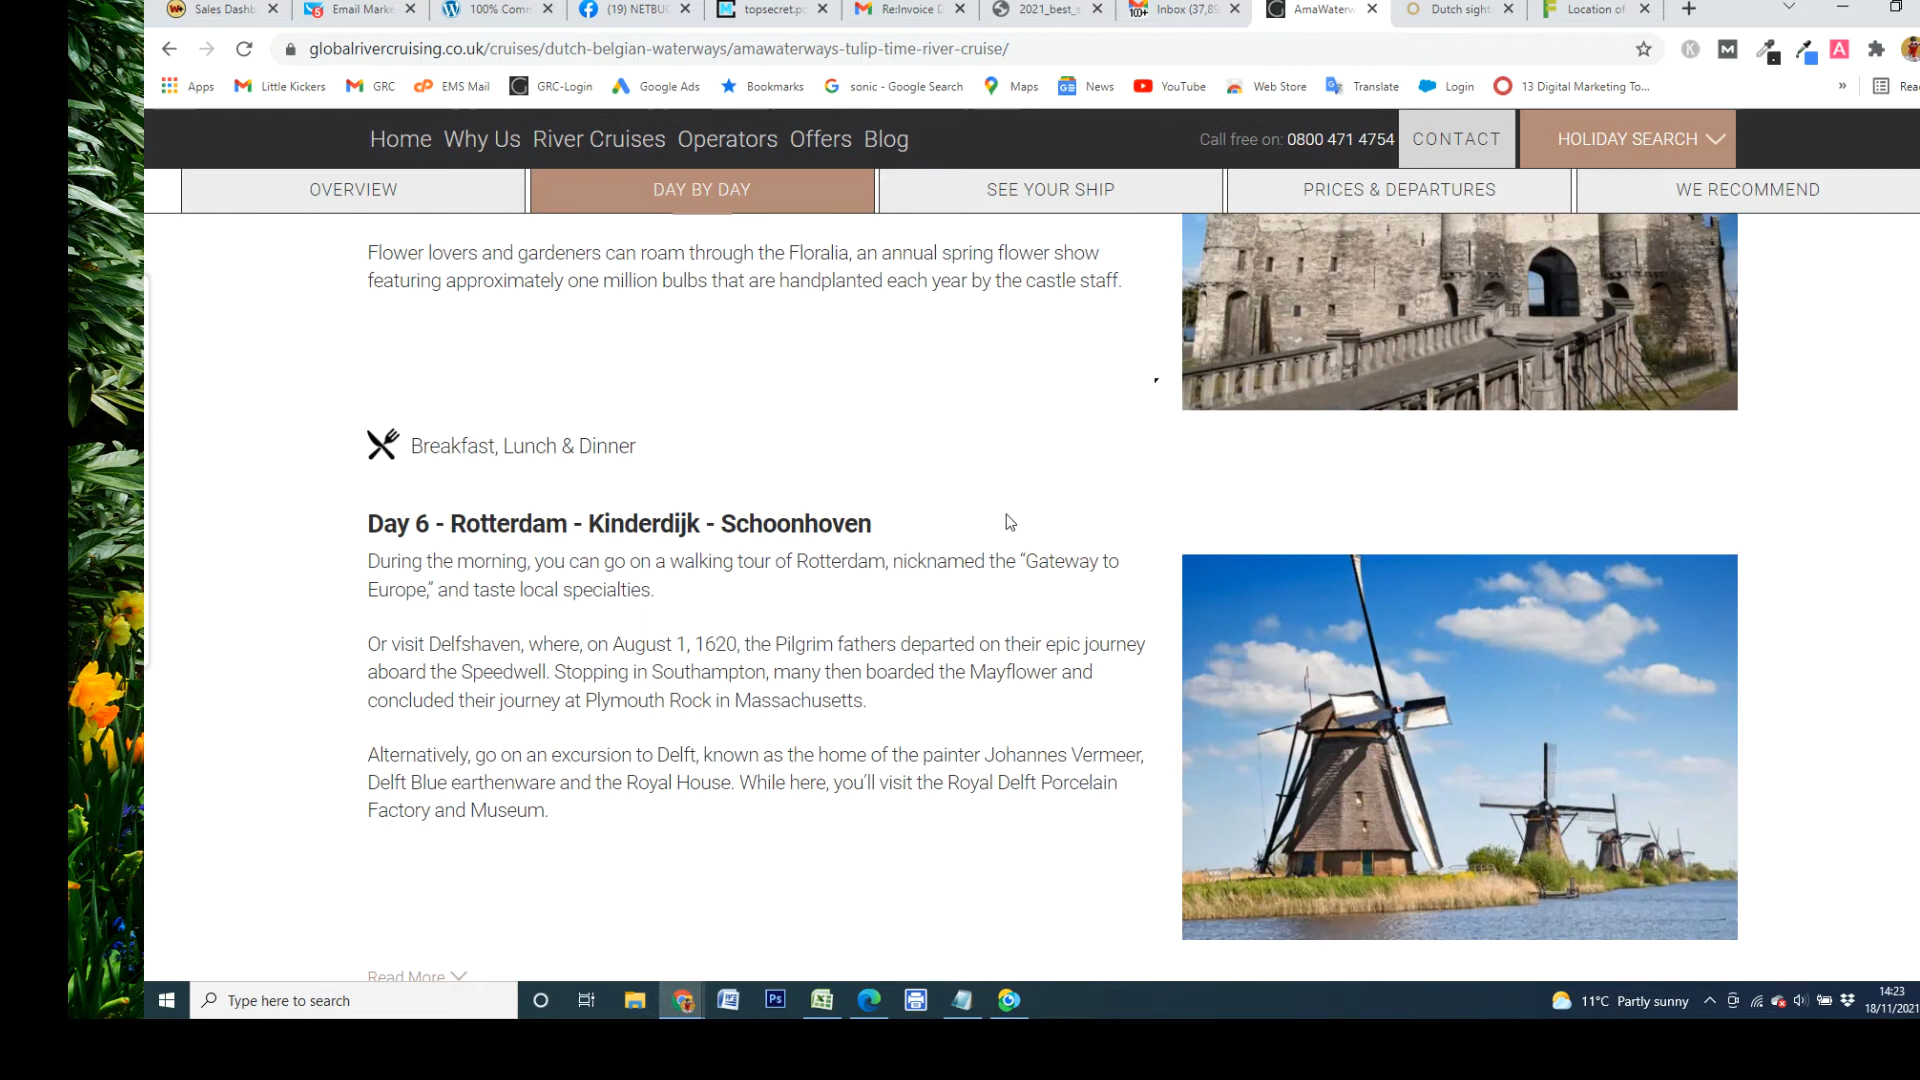 Sales Dashb
Email Marke
100% Comm
(19) NETBUC
topsecret.po
Re:Invoice D
2021_best_s
Inbox (37,89
AmaWaterw
Dutch sight
Location of
globalrivercruising.co.uk/cruises/dutch-belgian-waterways/amawaterways-tulip-time-river-cruise/
Apps
Little Kickers
GRC
EMS Mail
GRC-Login
Google Ads
Bookmarks
sonic - Google Search
Maps
News
YouTube
Web Store
Translate
Login
13 Digital Marketing To...
»
Rea
Home Why Us River Cruises Operators Offers Blog
Call free on: 0800 471 4754
CONTACT
HOLIDAY SEARCH
OVERVIEW
DAY BY DAY
SEE YOUR SHIP
PRICES & DEPARTURES
WE RECOMMEND
Flower lovers and gardeners can roam through the Floralia, an annual spring flower show
featuring approximately one million bulbs that are handplanted each year by the castle staff.
Breakfast, Lunch & Dinner
Day 6 - Rotterdam - Kinderdijk - Schoonhoven
During the morning, you can go on a walking tour of Rotterdam, nicknamed the “Gateway to
Europe,” and taste local specialties.
Or visit Delfshaven, where, on August 1, 1620, the Pilgrim fathers departed on their epic journey
aboard the Speedwell. Stopping in Southampton, many then boarded the Mayflower and
concluded their journey at Plymouth Rock in Massachusetts.
Alternatively, go on an excursion to Delft, known as the home of the painter Johannes Vermeer,
Delft Blue earthenware and the Royal House. While here, you’ll visit the Royal Delft Porcelain
Factory and Museum.
Read More
Type here to search
11°C Partly sunny
14:23
18/11/2021